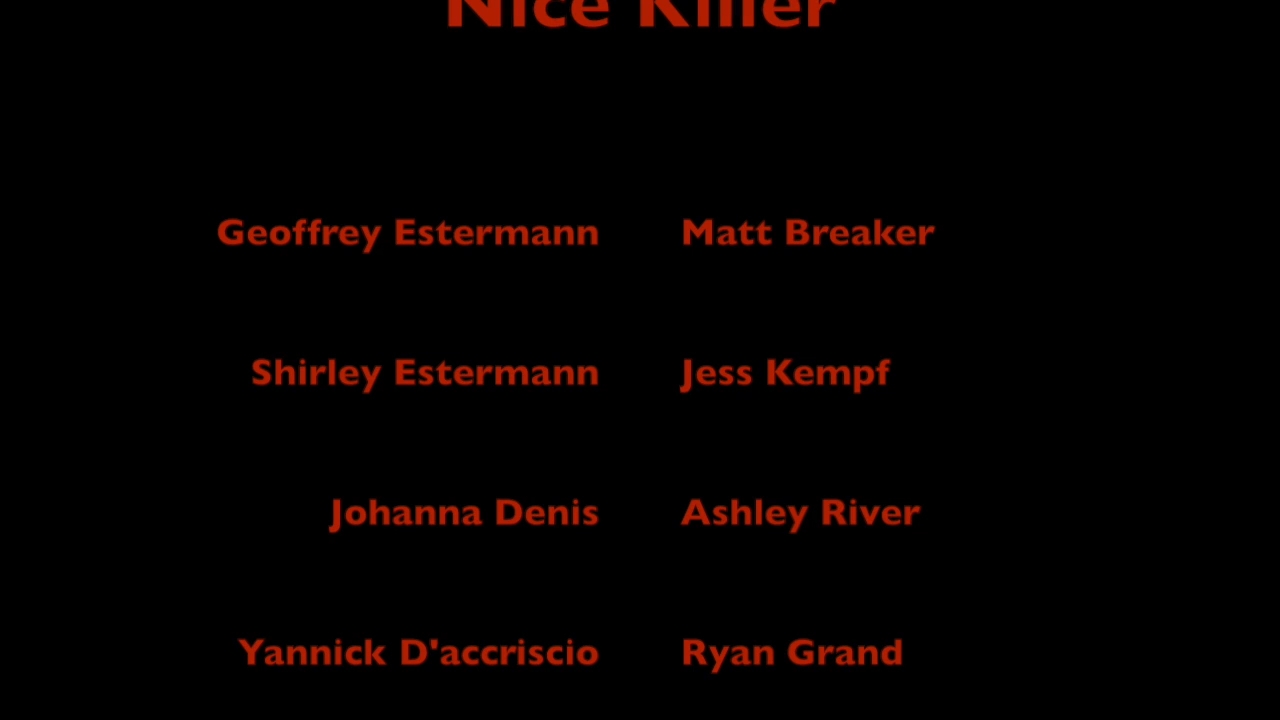 Nice Killer
Geoffrey Estermann Matt Breaker
Shirley Estermann Jess Kempf
Johanna Denis Ashley River
Yannick D'accriscio Ryan Grand